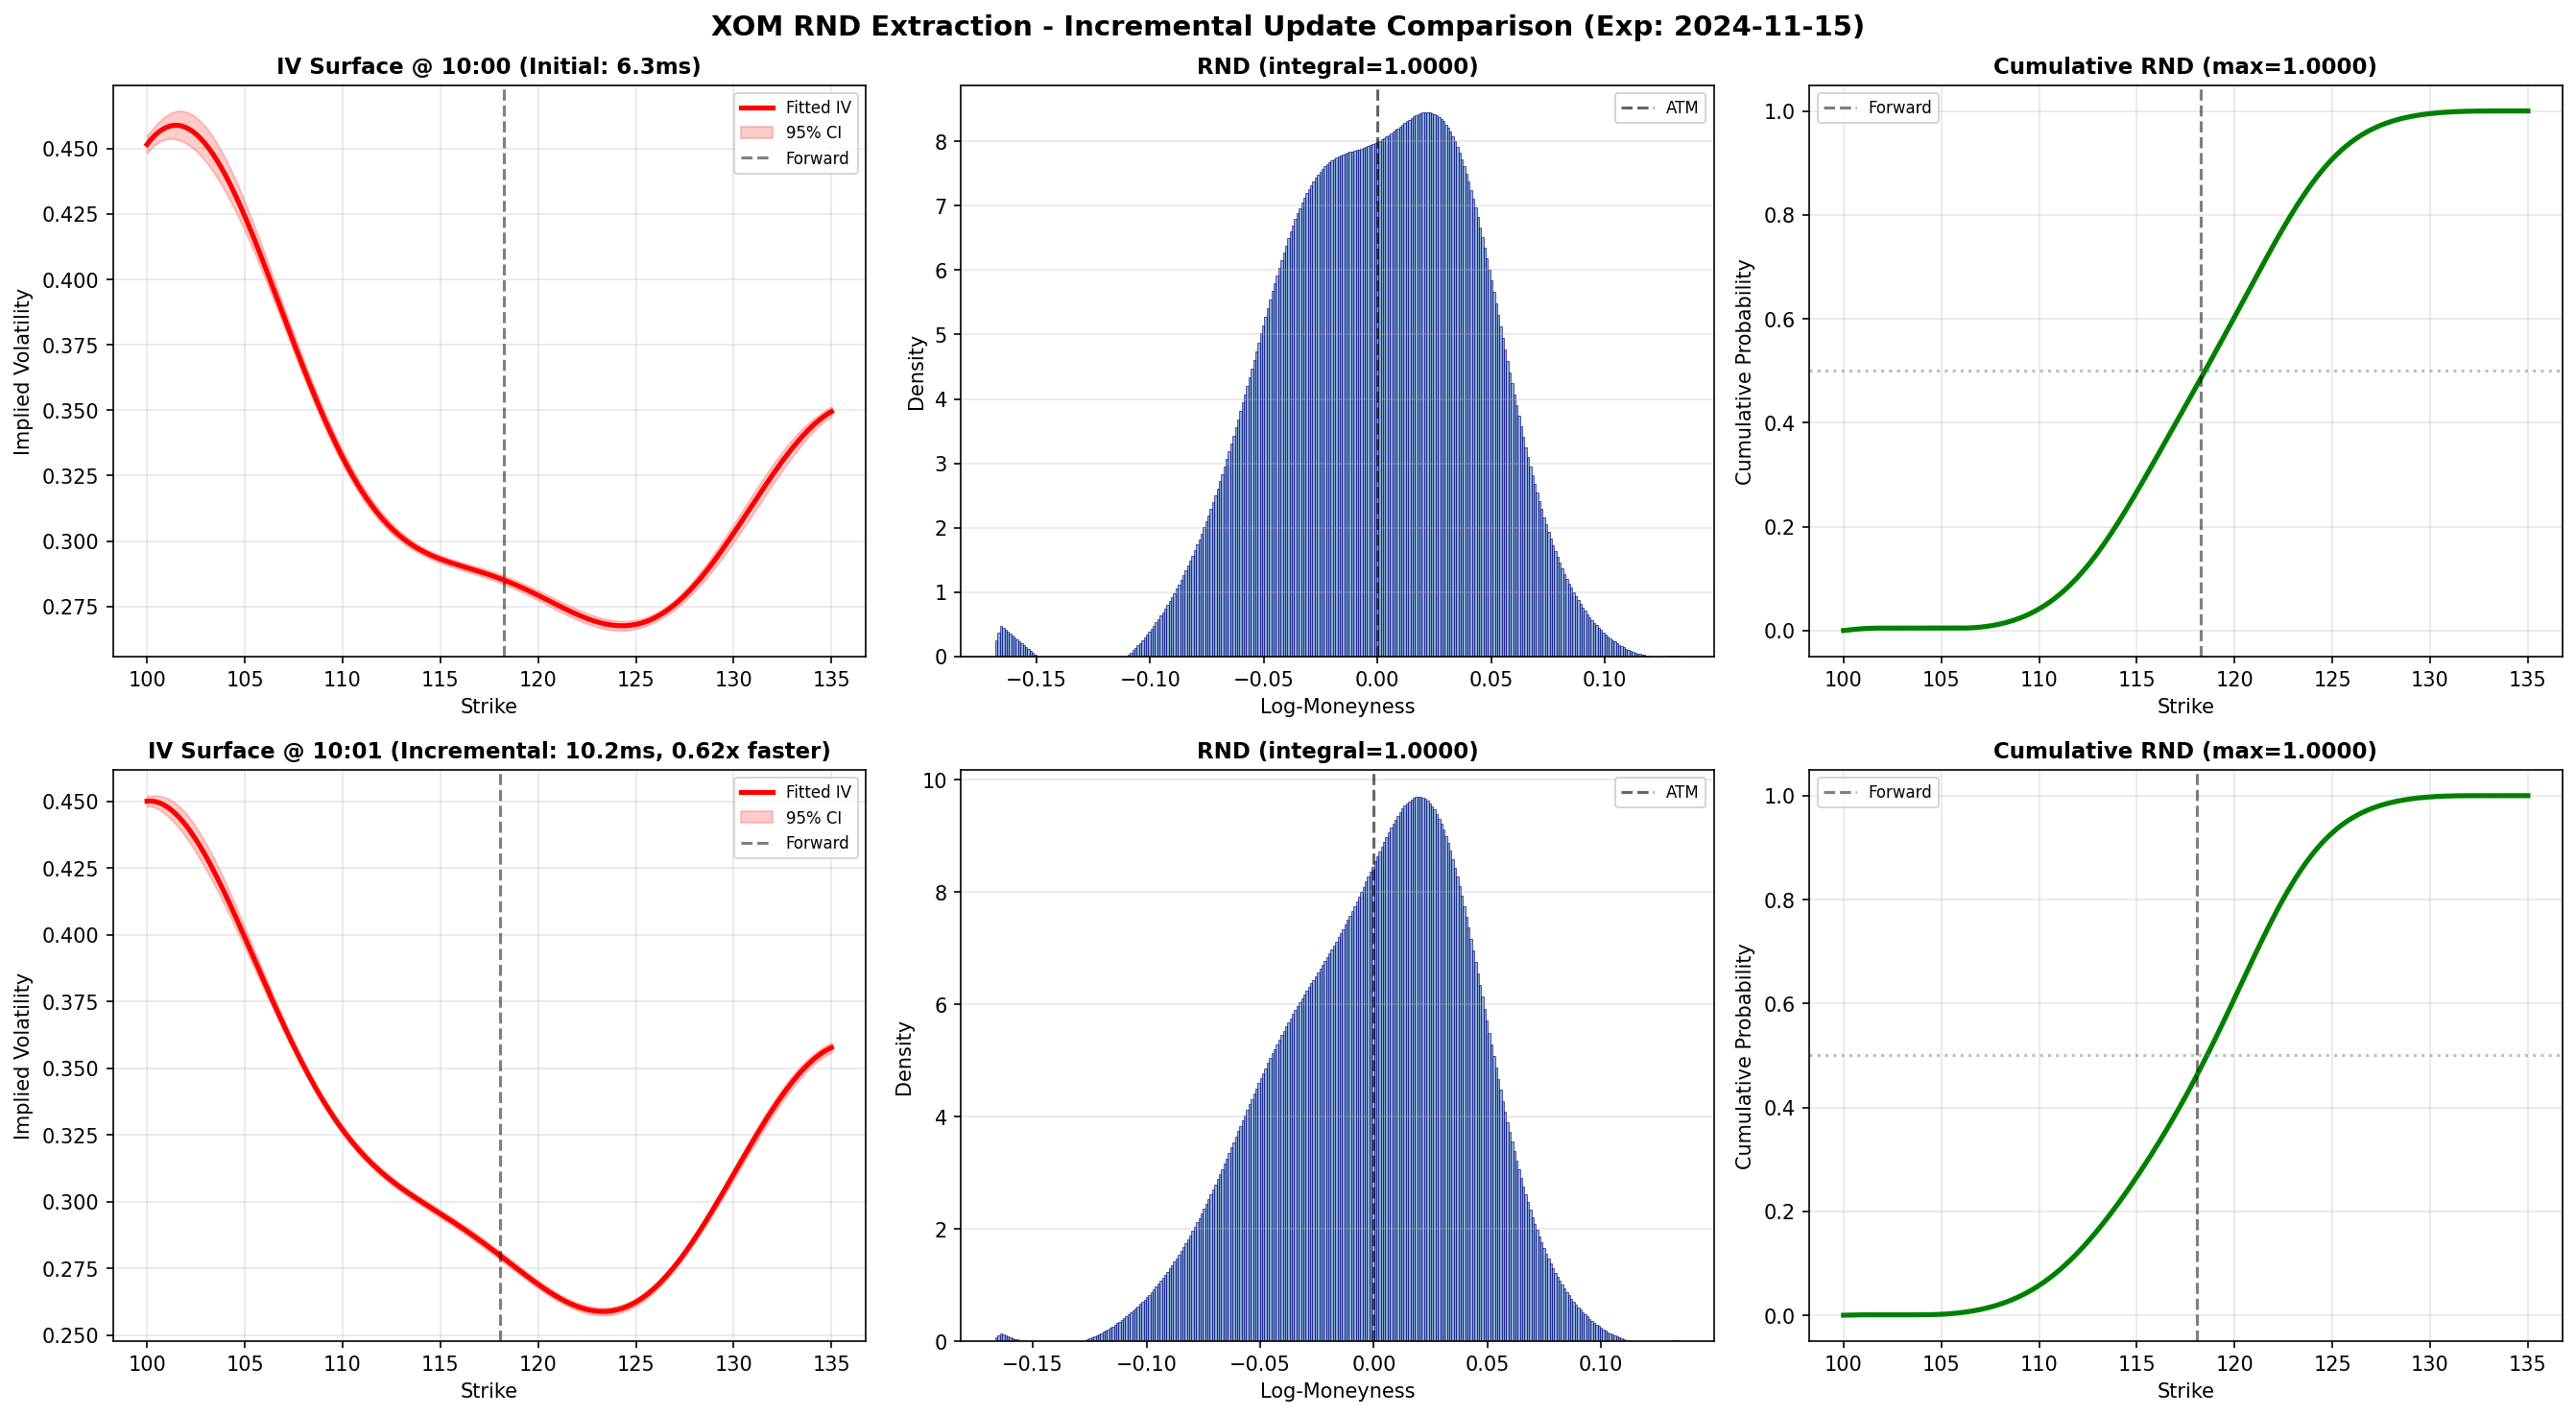 XOM RND Extraction - Incremental Update Comparison (Exp: 2024-11-15)
IV Surface @ 10:00 (Initial: 6.3ms)
Implied Volatility
0.450
0.425
0.400
0.375
0.350
0.325
0.300
0.275
100 105 110 115 120 125 130 135
Strike
Fitted IV
95% CI
Forward
RND (integral=1.0000)
Density
8
7
6
5
4
3
2
1
0
−0.15 −0.10 −0.05 0.00 0.05 0.10
Log-Moneyness
ATM
Cumulative RND (max=1.0000)
Cumulative Probability
1.0
0.8
0.6
0.4
0.2
0.0
100 105 110 115 120 125 130 135
Strike
Forward
IV Surface @ 10:01 (Incremental: 10.2ms, 0.62x faster)
Implied Volatility
0.450
0.425
0.400
0.375
0.350
0.325
0.300
0.275
0.250
100 105 110 115 120 125 130 135
Strike
Fitted IV
95% CI
Forward
RND (integral=1.0000)
Density
10
8
6
4
2
0
−0.15 −0.10 −0.05 0.00 0.05 0.10
Log-Moneyness
ATM
Cumulative RND (max=1.0000)
Cumulative Probability
1.0
0.8
0.6
0.4
0.2
0.0
100 105 110 115 120 125 130 135
Strike
Forward